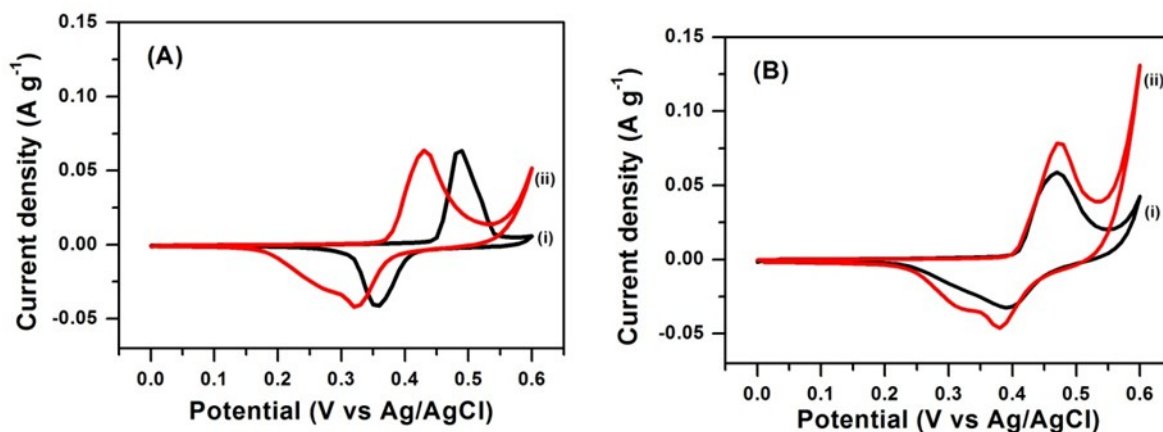 (A)
Current density (A g⁻¹)
0.15
0.10
0.05
0.00
-0.05
(ii)
(i)
0.0 0.1 0.2 0.3 0.4 0.5 0.6
Potential (V vs Ag/AgCl)
(B)
Current density (A g⁻¹)
0.15
0.10
0.05
0.00
-0.05
(ii)
(i)
0.0 0.1 0.2 0.3 0.4 0.5 0.6
Potential (V vs Ag/AgCl)